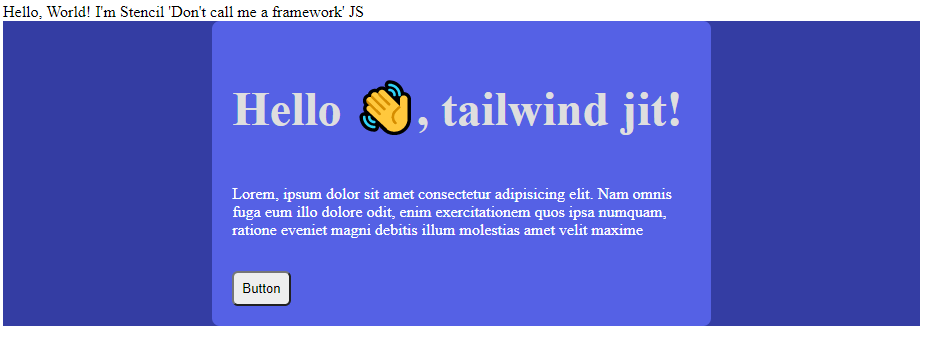 Hello, World! I'm Stencil 'Don't call me a framework' JS
Hello 👋, tailwind jit!
Lorem, ipsum dolor sit amet consectetur adipisicing elit. Nam omnis
fuga eum illo dolore odit, enim exercitationem quos ipsa numquam,
ratione eveniet magni debitis illum molestias amet velit maxime
Button